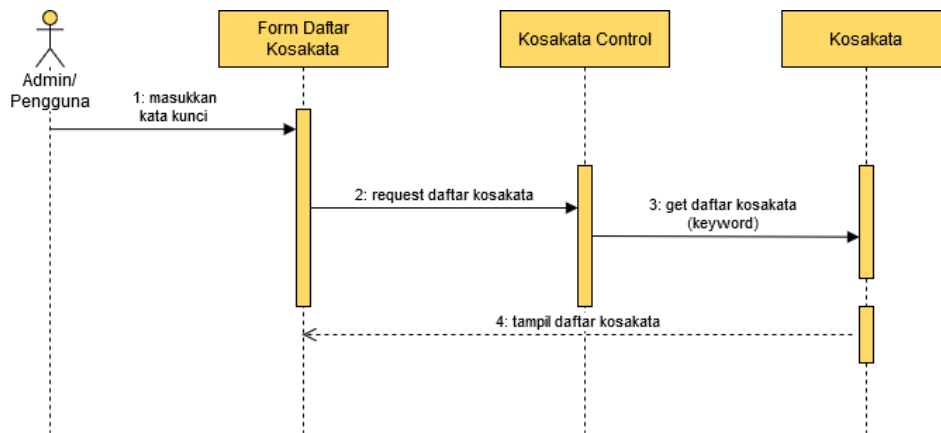 Form Daftar
Kosakata
Kosakata Control
Kosakata
Admin/
Pengguna
1: masukkan
kata kunci
2: request daftar kosakata
3: get daftar kosakata
(keyword)
4: tampil daftar kosakata